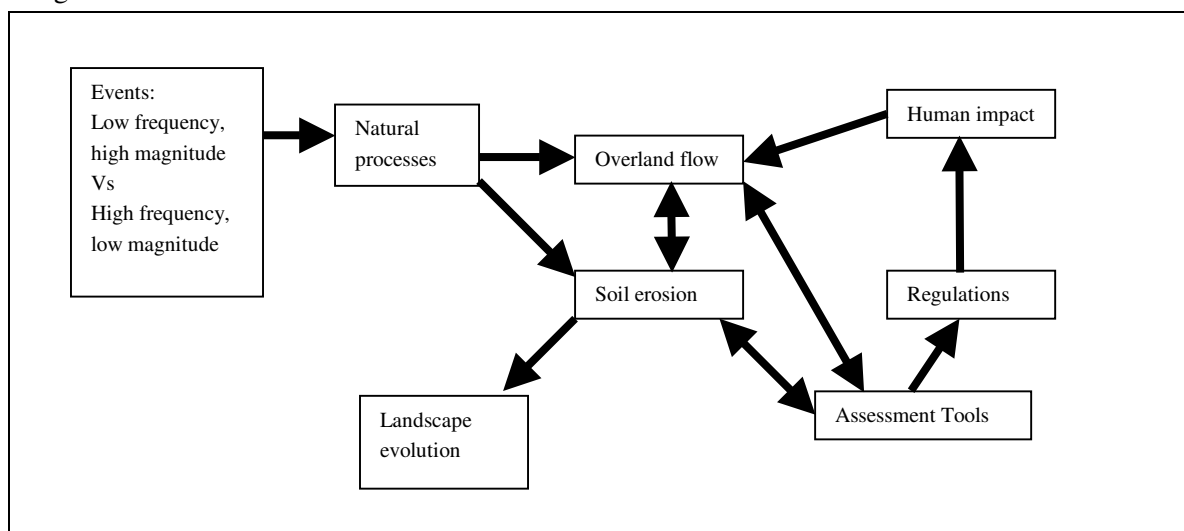 Events:
Low frequency,
high magnitude
Vs
High frequency,
low magnitude
Natural
processes
Overland flow
Human impact
Soil erosion
Regulations
Landscape
evolution
Assessment Tools